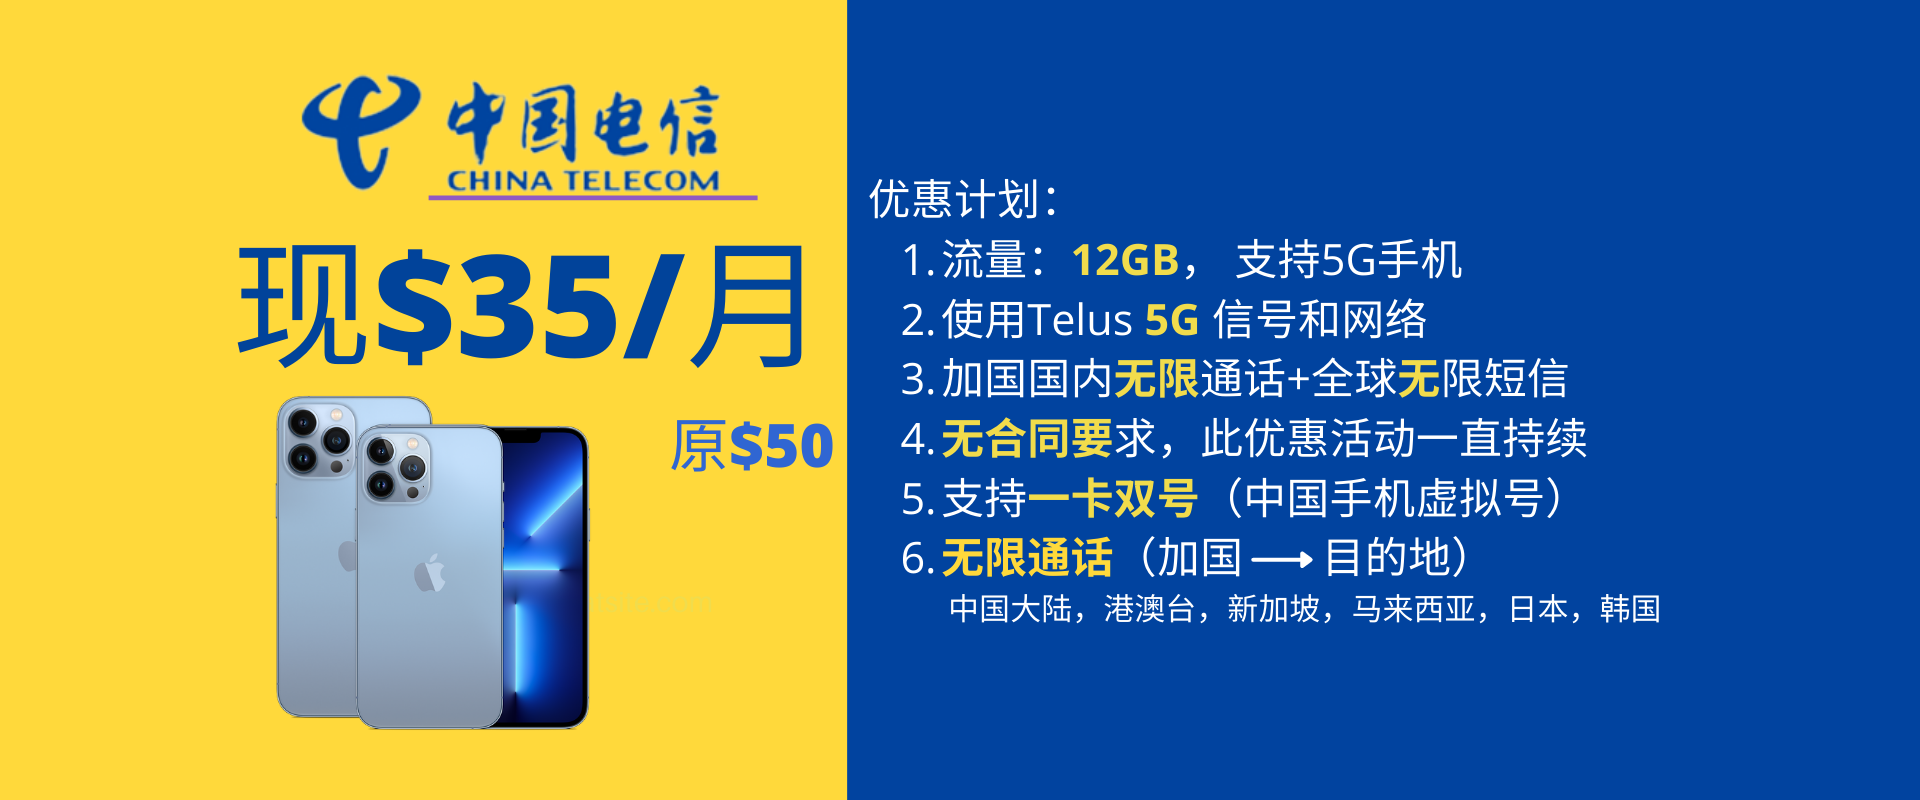 中国电信
CHINA TELECOM
现$35/月
原$50
优惠计划：
1. 流量：12GB， 支持5G手机
2. 使用Telus 5G 信号和网络
3. 加国国内无限通话+全球无限短信
4. 无合同要求，此优惠活动一直持续
5. 支持一卡双号（中国手机虚拟号）
6. 无限通话（加国 → 目的地）
中国大陆，港澳台，新加坡，马来西亚，日本，韩国